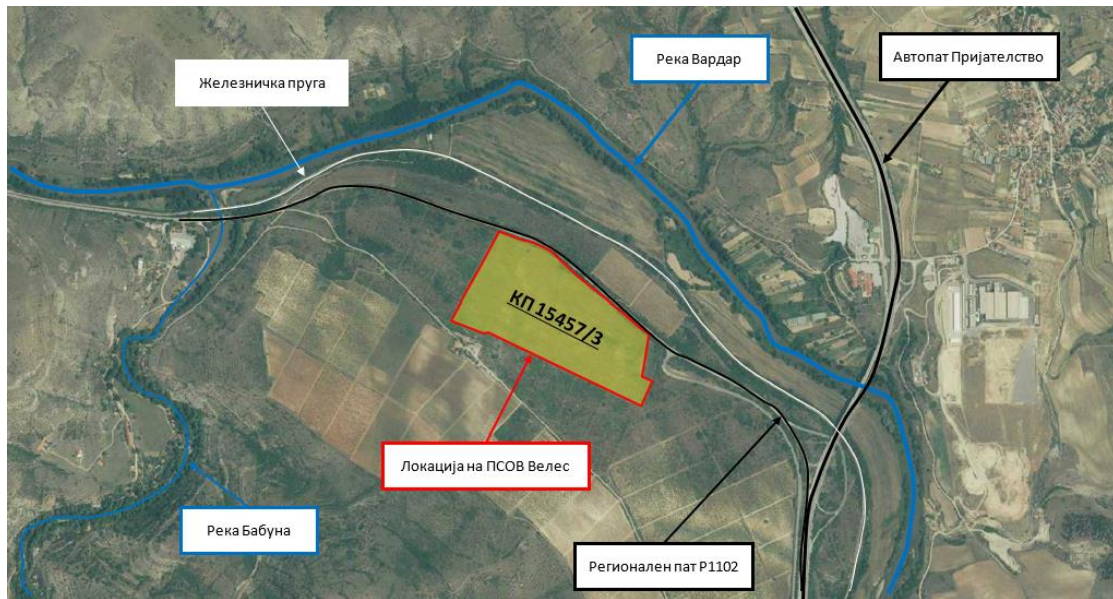 Река Вардар
Автопат Пријателство
Железничка пруга
КП 15457/3
Локација на ПСОВ Велес
Река Бабуна
Регионален пат Р1102